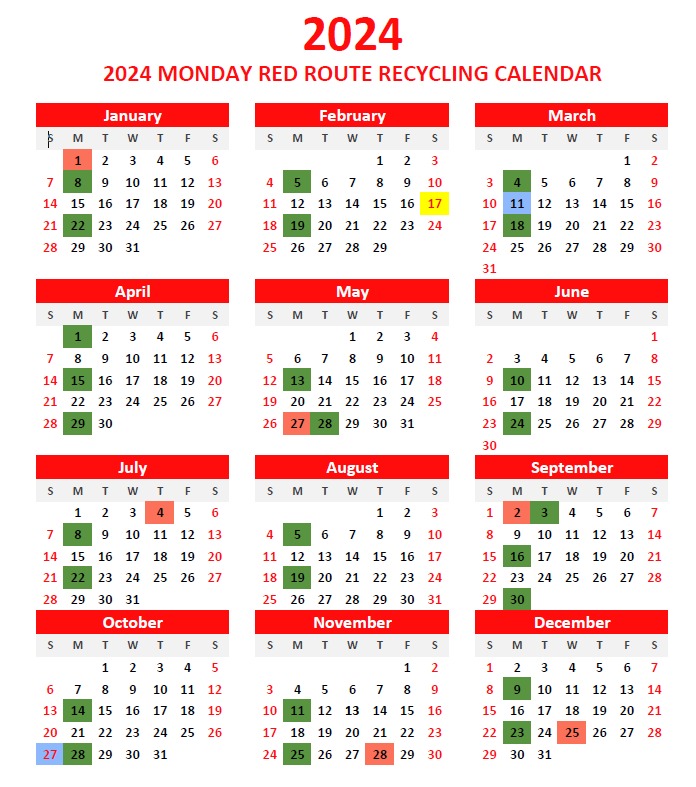 2024
2024 MONDAY RED ROUTE RECYCLING CALENDAR
January February March
S M T W T F S S M T W T F S S M T W T F S
1 2 3 4 5 6 1 2 3 1 2
7 8 9 10 11 12 13 4 5 6 7 8 9 10 3 4 5 6 7 8 9
14 15 16 17 18 19 20 11 12 13 14 15 16 17 10 11 12 13 14 15 16
21 22 23 24 25 26 27 18 19 20 21 22 23 24 17 18 19 20 21 22 23
28 29 30 31 25 26 27 28 29 24 25 26 27 28 29 30
31
April May June
S M T W T F S S M T W T F S S M T W T F S
1 2 3 4 5 6 1 2 3 4 1
7 8 9 10 11 12 13 5 6 7 8 9 10 11 2 3 4 5 6 7 8
14 15 16 17 18 19 20 12 13 14 15 16 17 18 9 10 11 12 13 14 15
21 22 23 24 25 26 27 19 20 21 22 23 24 25 16 17 18 19 20 21 22
28 29 30 26 27 28 29 30 31 23 24 25 26 27 28 29
30
July August September
S M T W T F S S M T W T F S S M T W T F S
1 2 3 4 5 6 1 2 3 1 2 3 4 5 6 7
7 8 9 10 11 12 13 4 5 6 7 8 9 10 8 9 10 11 12 13 14
14 15 16 17 18 19 20 11 12 13 14 15 16 17 15 16 17 18 19 20 21
21 22 23 24 25 26 27 18 19 20 21 22 23 24 22 23 24 25 26 27 28
28 29 30 31 25 26 27 28 29 30 31 29 30
October November December
S M T W T F S S M T W T F S S M T W T F S
1 2 3 4 5 1 2 1 2 3 4 5 6 7
6 7 8 9 10 11 12 3 4 5 6 7 8 9 8 9 10 11 12 13 14
13 14 15 16 17 18 19 10 11 12 13 14 15 16 15 16 17 18 19 20 21
20 21 22 23 24 25 26 17 18 19 20 21 22 23 22 23 24 25 26 27 28
27 28 29 30 31 24 25 26 27 28 29 30 29 30 31